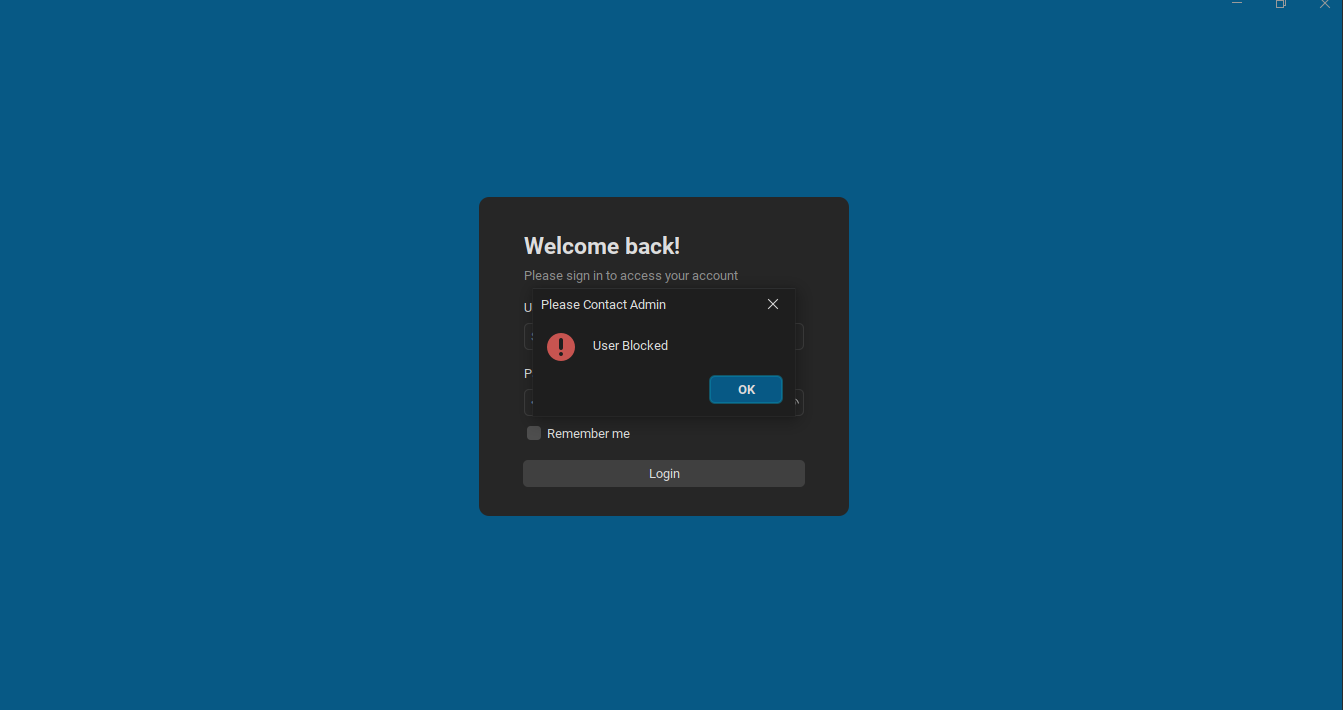 Welcome back!
Please sign in to access your account
Please Contact Admin
User Blocked
OK
Remember me
Login